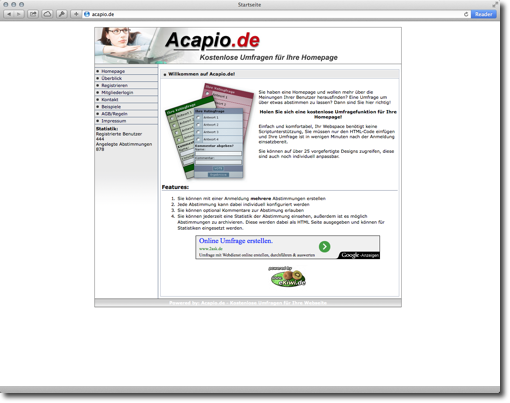 Startseite
acapio.de
Reader
Acapio.de
Kostenlose Umfragen für Ihre Homepage
Homepage
Überblick
Registrieren
Mitgliederlogin
Kontakt
Beispiele
AGB/Regeln
Impressum
Statistik:
Registrierte Benutzer
444
Angelegte Abstimmungen
878
Willkommen auf Acapio.de!
Sie haben eine Homepage und wollen mehr über die
Meinungen Ihrer Benutzer herausfinden? Eine Umfrage um
über etwas abstimmen zu lassen? Dann sind Sie hier richtig!
Holen Sie sich eine kostenlose Umfragefunktion für Ihre
Homepage!
Einfach und komfortabel, Ihr Webspace benötigt keine
Scriptunterstützung, Sie müssen nur den HTML-Code einfügen
und Ihre Umfrage ist in wenigen Minuten nach der Anmeldung
einsatzbereit.
Sie können auf über 25 vorgefertigte Designs zugreifen, diese
sind auch noch individuell anpassbar.
Features:
1. Sie können mit einer Anmeldung mehrere Abstimmungen erstellen
2. Jede Abstimmung kann dabei individuell konfiguriert werden
3. Sie können optional Kommentare zur Abstimmung erlauben
4. Sie können jederzeit eine Statistik der Abstimmung einsehen, außerdem ist es möglich
Abstimmungen zu archivieren. Diese werden dabei als HTML Seite ausgegeben und können für
Statistiken eingesetzt werden.
Online Umfrage erstellen.
www.2ask.de
Umfrage mit Webdienst online erstellen, durchführen & auswerten
Google-Anzeigen
powered by
eKiwi.de
Powered by: Acapio.de - Kostenlose Umfragen für Ihre Webseite